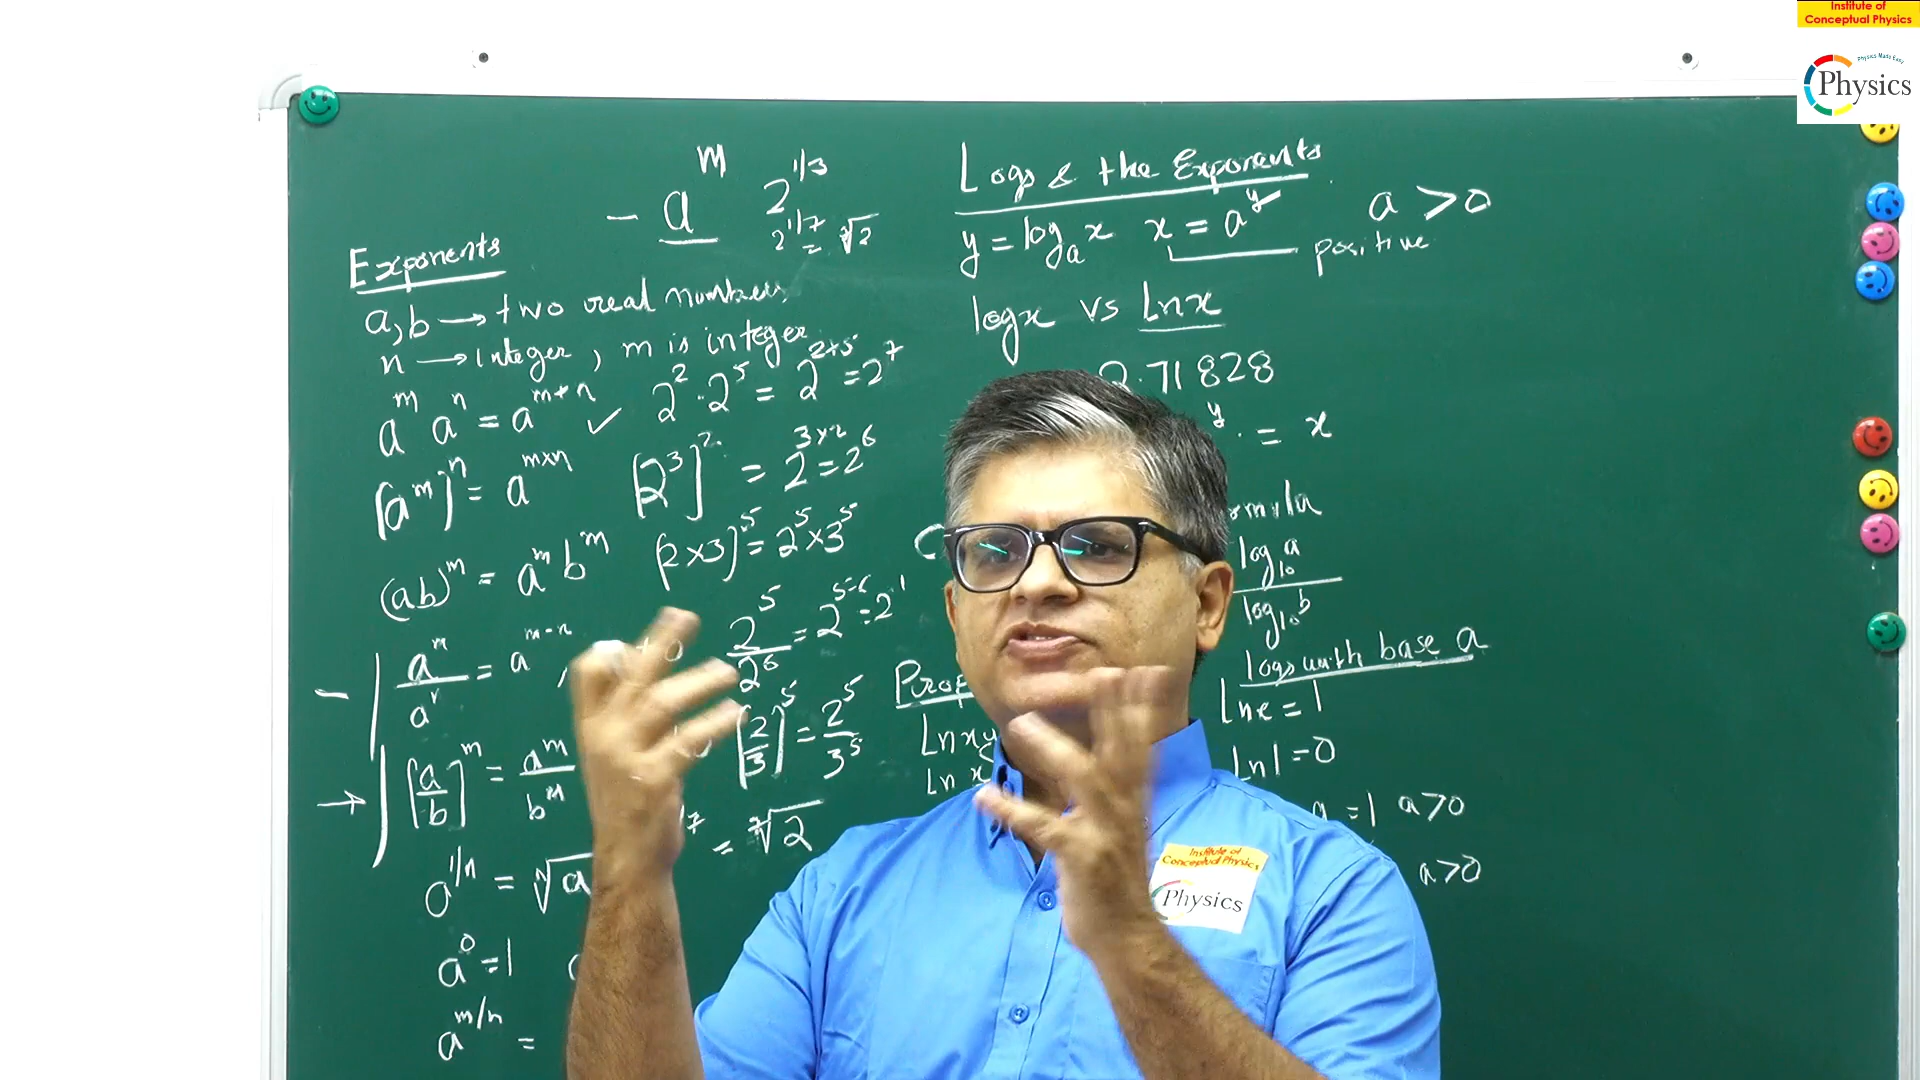 Institute of
Conceptual Physics
Physics Made Easy
Physics
- a^m 2^{1/3}
2^{1/7} = ⁷√2
Exponents
a, b → two real numbers
n → integer, m is integer
a^m a^n = a^{m+n} ✓ 2^2 · 2^5 = 2^{2+5} = 2^7
[a^m]^n = a^{m×n} [2^3]^2 = 2^{3×2} = 2^6
(ab)^m = a^m b^m (2×3)^5 = 2^5 × 3^5
a^m = a^{m-n}, 2^5/2^6 = 2^{5-6} = 2^{-1}
→ [a/b]^m = a^m/b^m [2/3]^5 = 2^5/3^5
a^{1/n} = ⁿ√a = ⁷√2
a^0 = 1
a^{m/n} =
Logs & the Exponents
y = log_a x x = a^y a > 0
positive
log x vs Ln x
2.71828
y = x
log_10 a
log_10 b
logs with base a
Ln xy Ln e = 1
Ln x Ln 1 = 0
a = 1 a > 0
a > 0
Institute of
Conceptual Physics
Physics